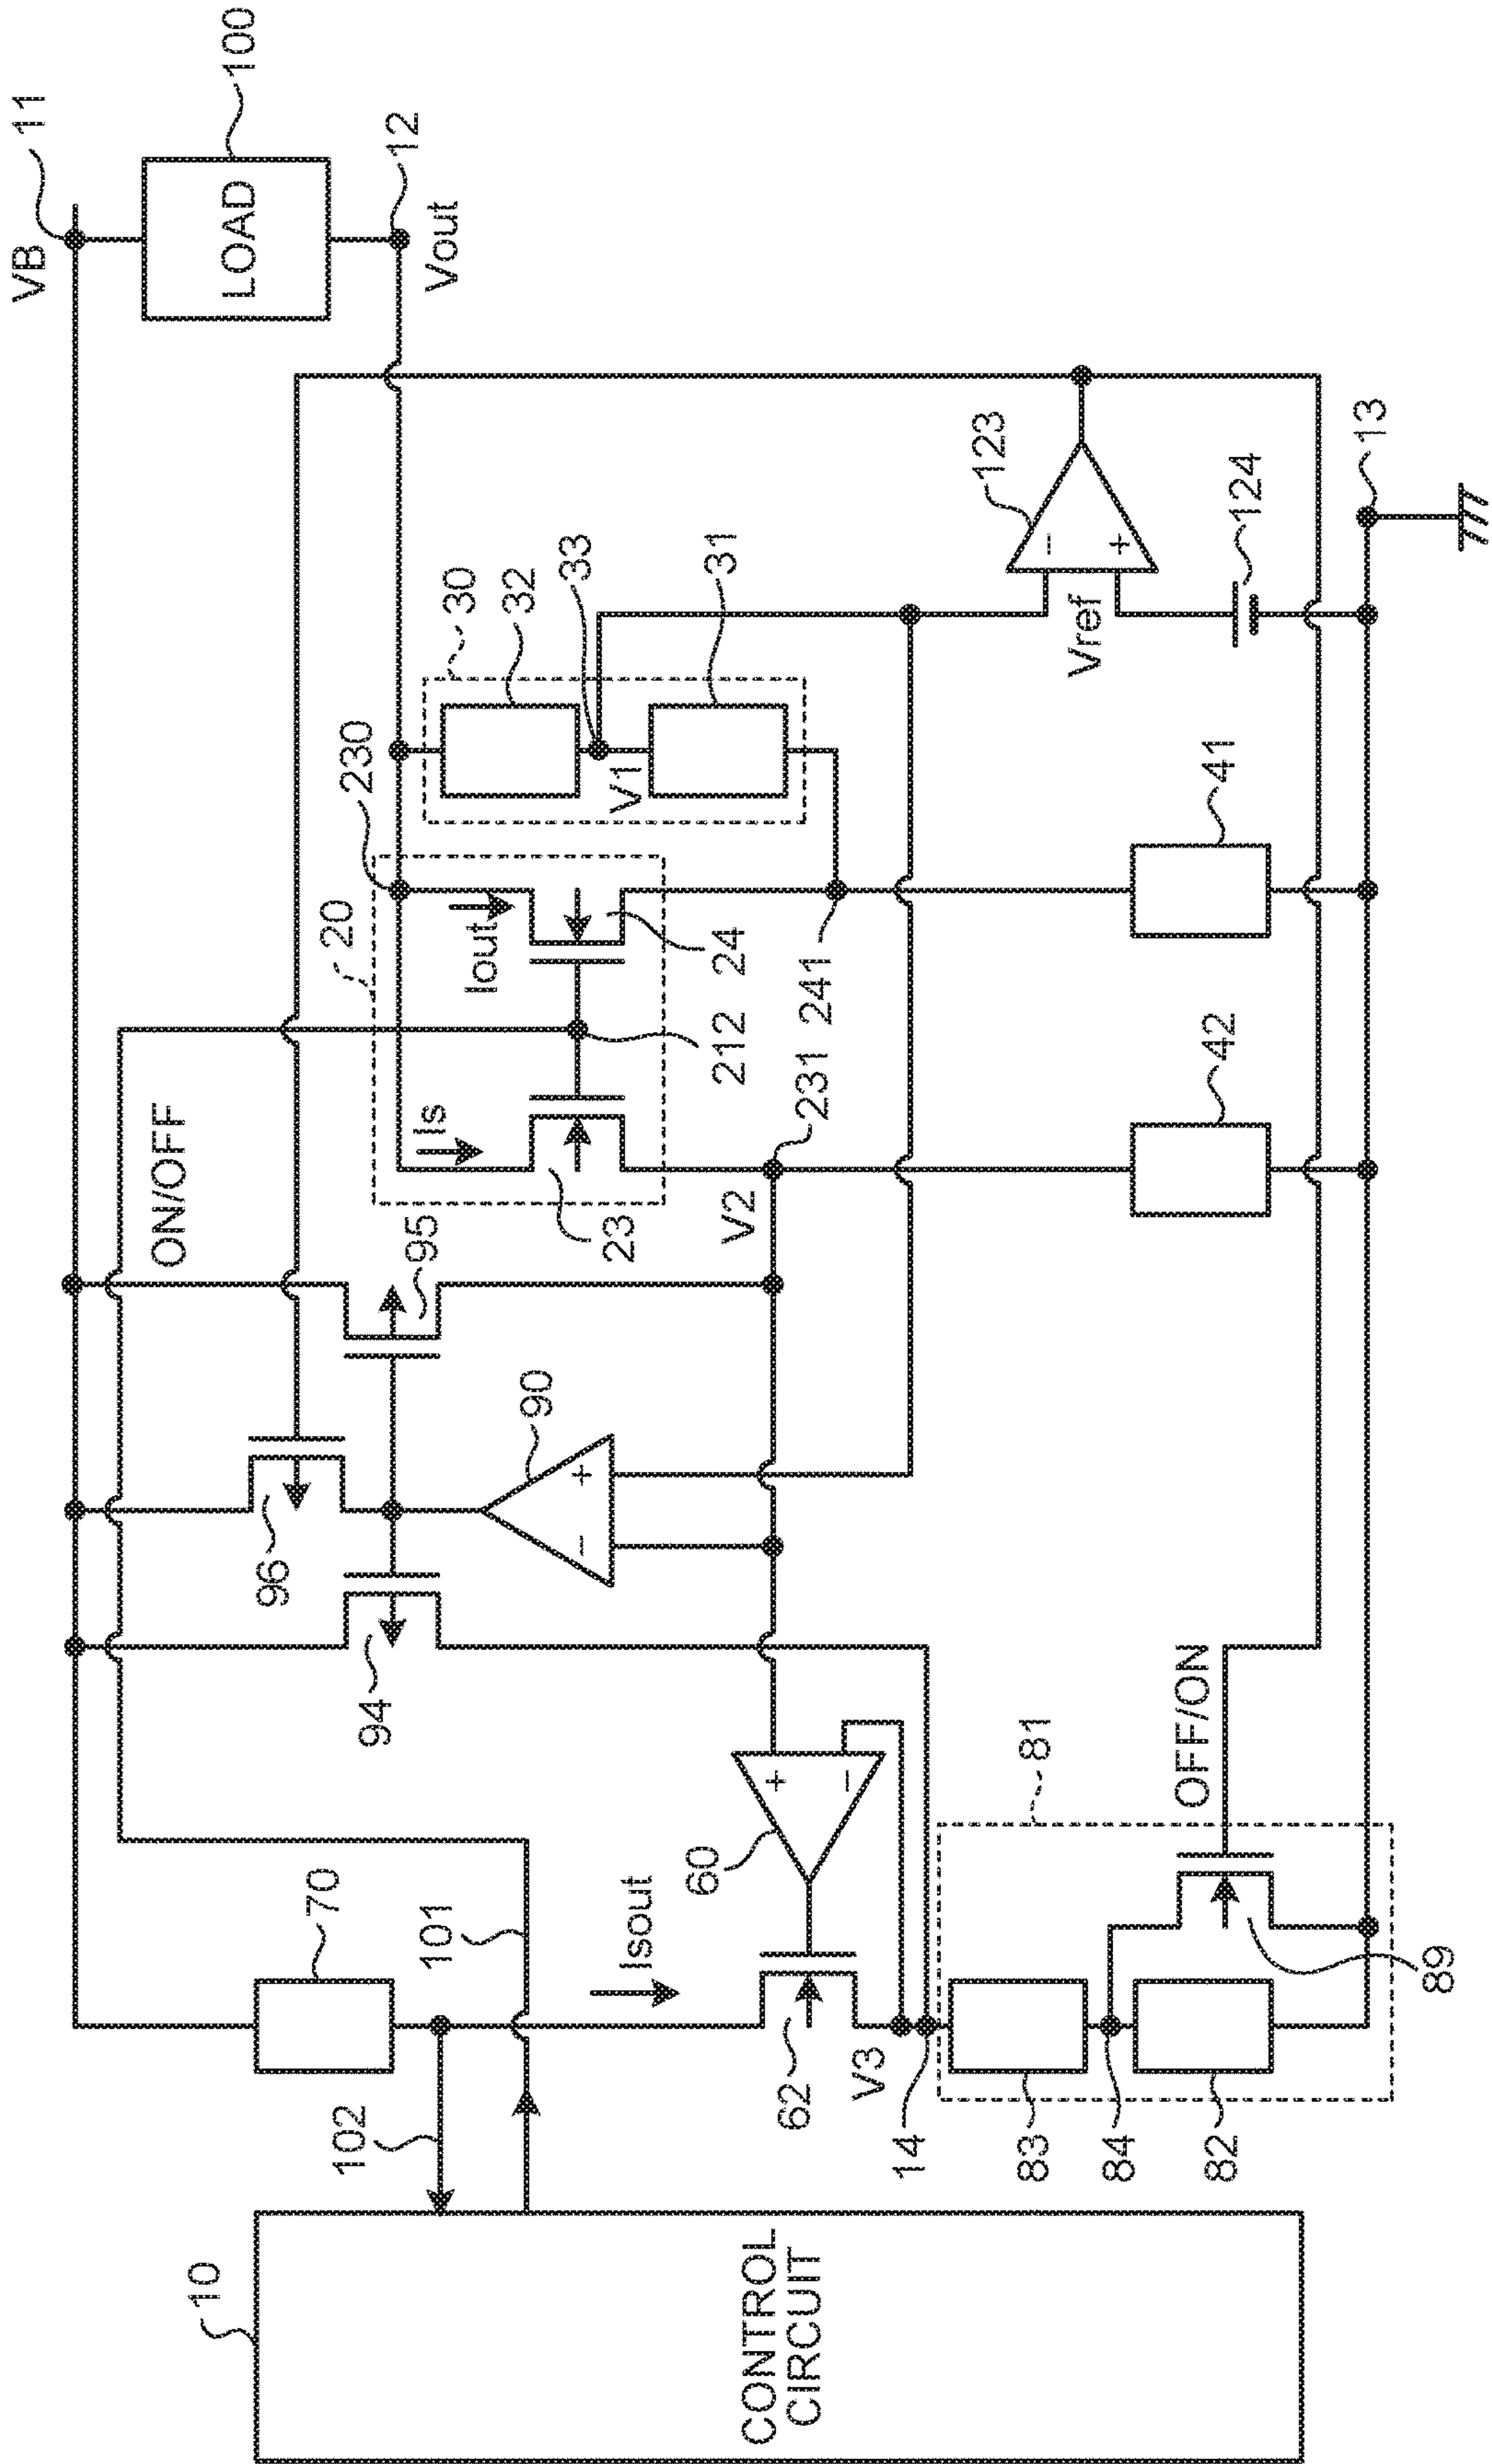 VB
11
100
LOAD
12
Vout
ON/OFF
20
230
30
32
33
V1
31
Iout
24
Is
23
212
95
96
94
90
+
−
V2
231
241
123
−
+
Vref
124
13
41
42
70
101
102
Isout
60
+
−
62
V3
14
81
OFF/ON
83
84
82
89
10
CONTROL
CIRCUIT